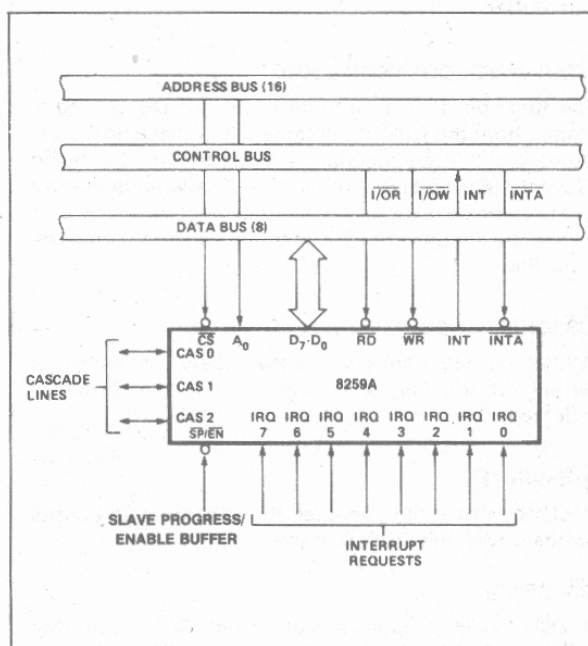 ADDRESS BUS (16)
CONTROL BUS
I/OR I/OW INT INTA
DATA BUS (8)
CS A0 D7-D0 RD WR INT INTA
CAS 0
8259A
CASCADE
LINES
CAS 1
CAS 2
SP/EN
IRQ IRQ IRQ IRQ IRQ IRQ IRQ IRQ
7 6 5 4 3 2 1 0
SLAVE PROGRESS/
ENABLE BUFFER
INTERRUPT
REQUESTS